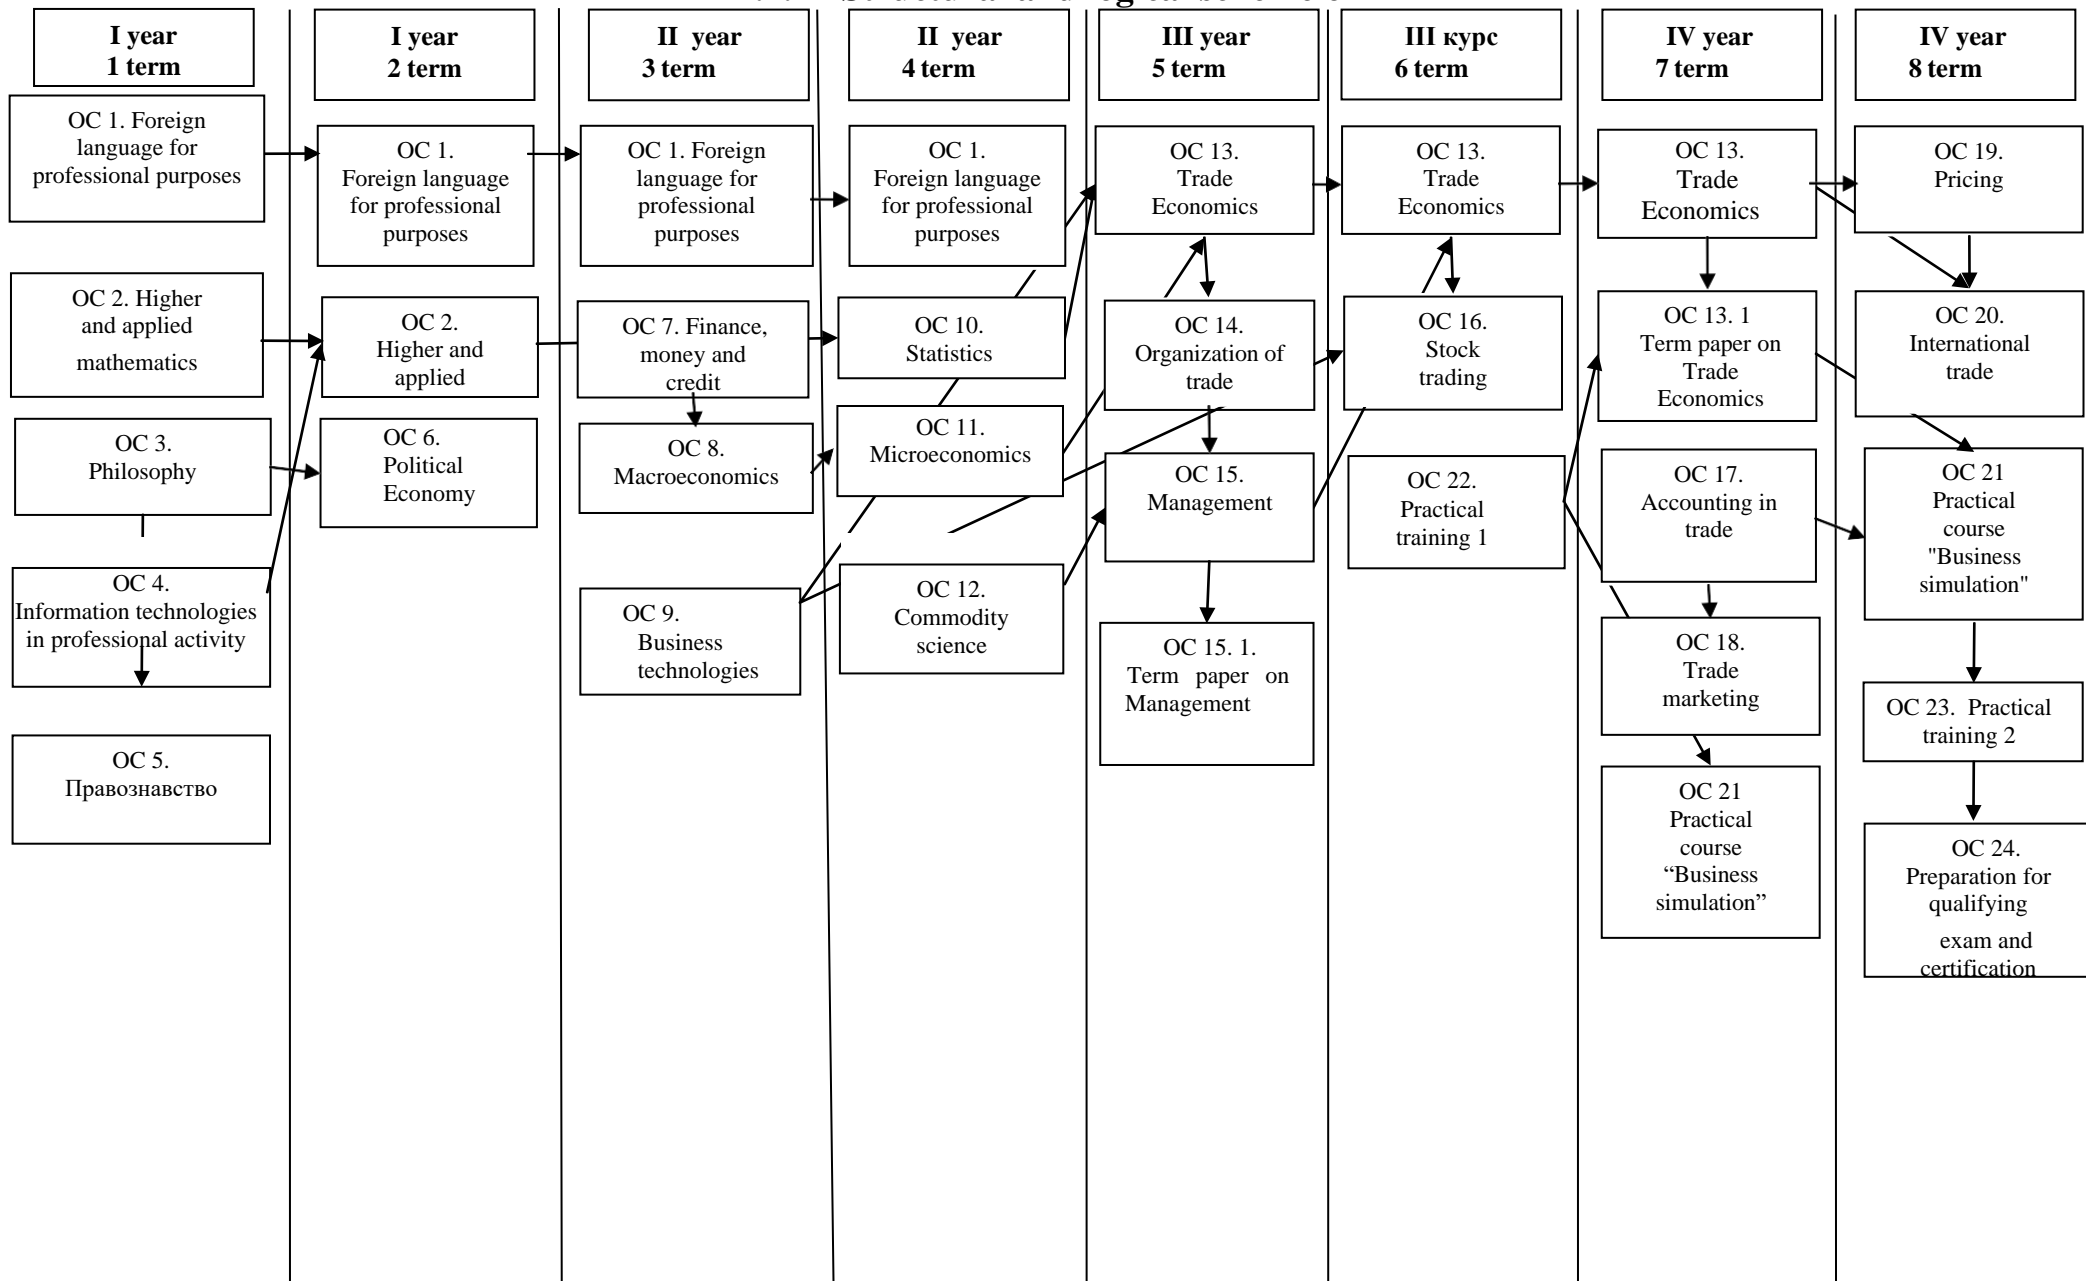 I year
1 term
OC 1. Foreign
language for
professional purposes
OC 2. Higher
and applied
mathematics
OC 3.
Philosophy
OC 4.
Information technologies
in professional activity
OC 5.
Правознавство
I year
2 term
OC 1.
Foreign language
for professional
purposes
OC 2.
Higher and
applied
OC 6.
Political
Economy
II year
3 term
OC 1. Foreign
language for
professional
purposes
OC 7. Finance,
money and
credit
OC 8.
Macroeconomics
OC 9.
Business
technologies
II year
4 term
OC 1.
Foreign language
for professional
purposes
OC 10.
Statistics
OC 11.
Microeconomics
OC 12.
Commodity
science
III year
5 term
OC 13.
Trade
Economics
OC 14.
Organization of
trade
OC 15.
Management
OC 15. 1.
Term paper on
Management
III курс
6 term
OC 13.
Trade
Economics
OC 16.
Stock
trading
OC 22.
Practical
training 1
IV year
7 term
OC 13.
Trade
Economics
OC 13. 1
Term paper on
Trade
Economics
OC 17.
Accounting in
trade
OC 18.
Trade
marketing
OC 21
Practical
course
“Business
simulation”
IV year
8 term
OC 19.
Pricing
OC 20.
International
trade
OC 21
Practical
course
"Business
simulation"
OC 23. Practical
training 2
OC 24.
Preparation for
qualifying
exam and
certification